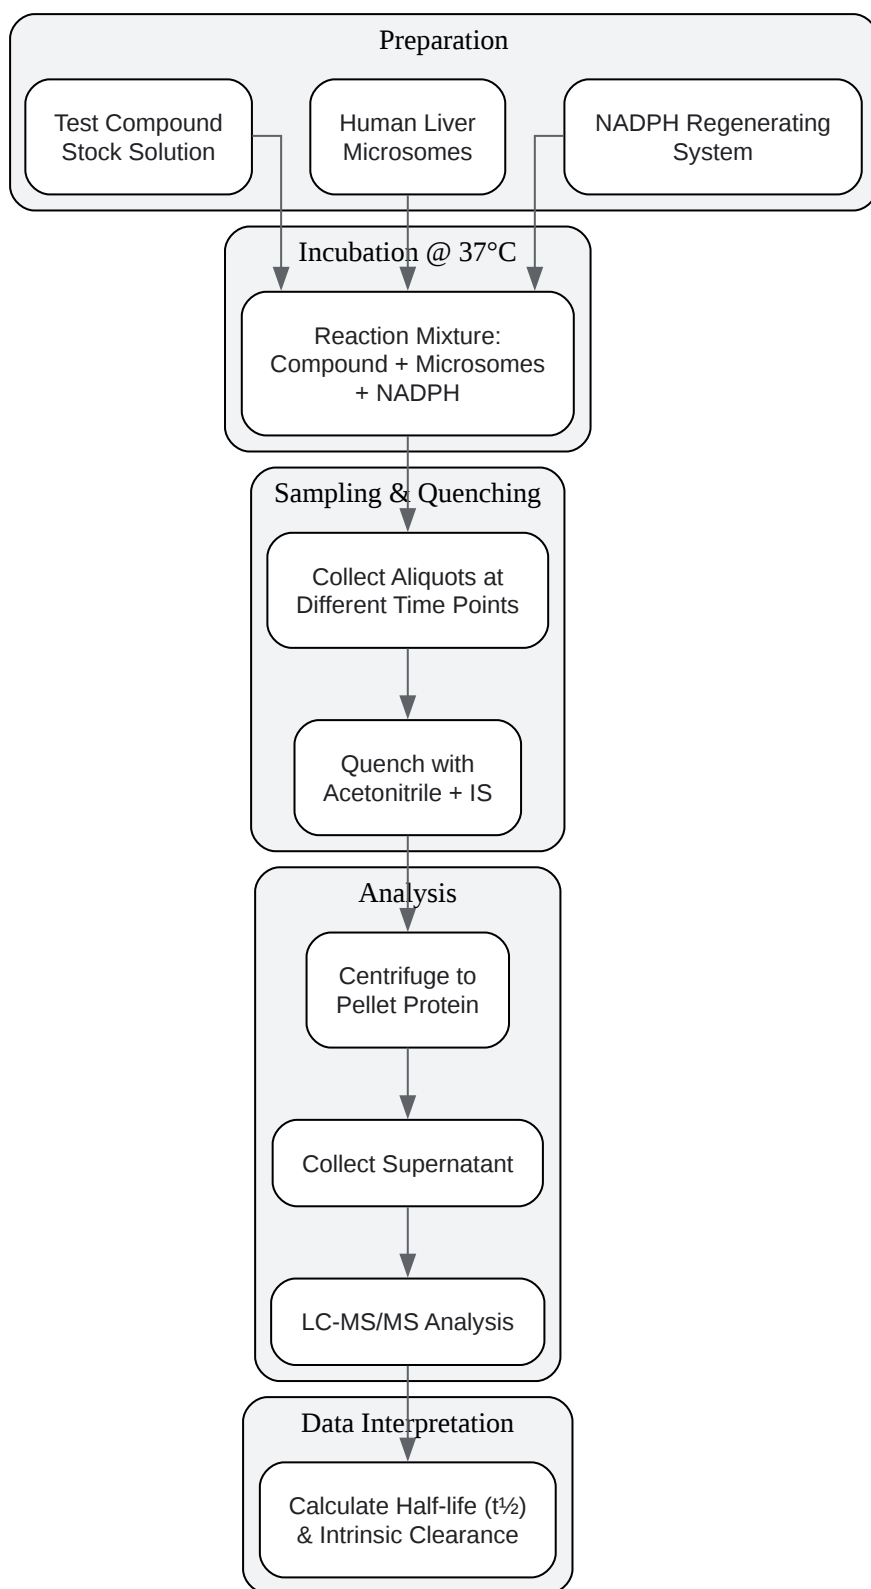 Preparation
Test Compound
Stock Solution
Human Liver
Microsomes
NADPH Regenerating
System
Incubation @ 37°C
Reaction Mixture:
Compound + Microsomes
+ NADPH
Sampling & Quenching
Collect Aliquots at
Different Time Points
Quench with
Acetonitrile + IS
Analysis
Centrifuge to
Pellet Protein
Collect Supernatant
LC-MS/MS Analysis
Data Interpretation
Calculate Half-life (t½)
& Intrinsic Clearance